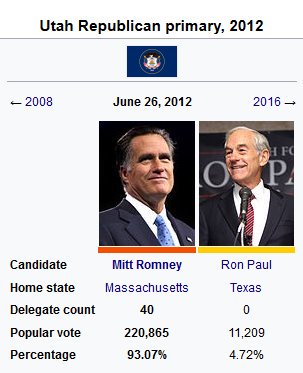 Utah Republican primary, 2012
← 2008 June 26, 2012 2016 →
Candidate Mitt Romney Ron Paul
Home state Massachusetts Texas
Delegate count 40 0
Popular vote 220,865 11,209
Percentage 93.07% 4.72%